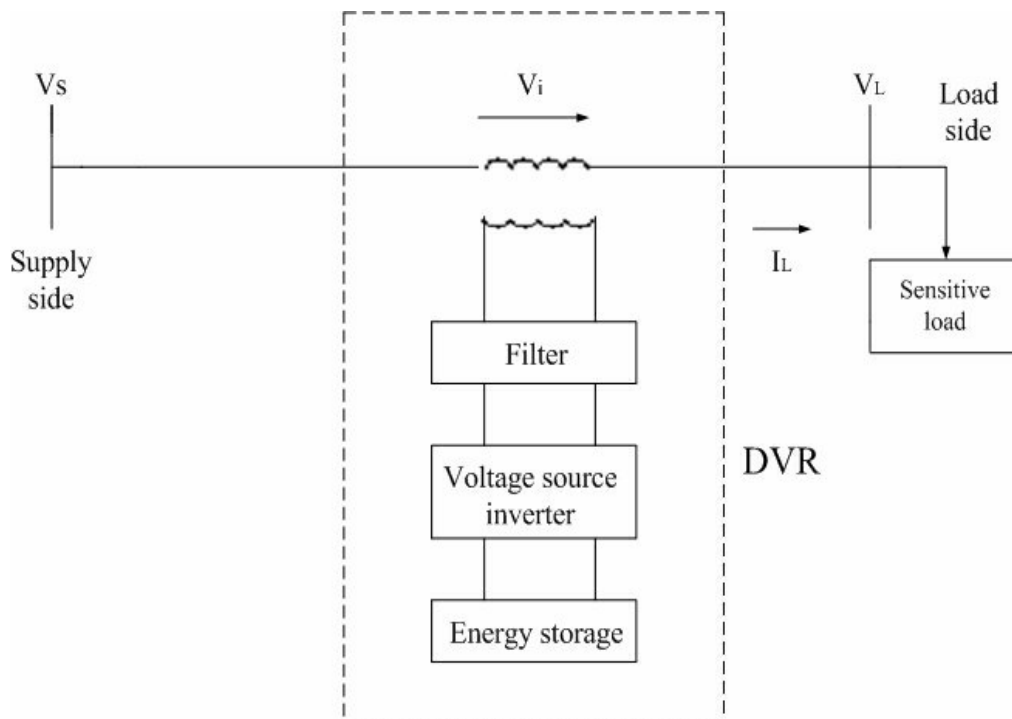 Vs
Vi
VL
Load
side
Supply
side
IL
Sensitive
load
Filter
DVR
Voltage source
inverter
Energy storage